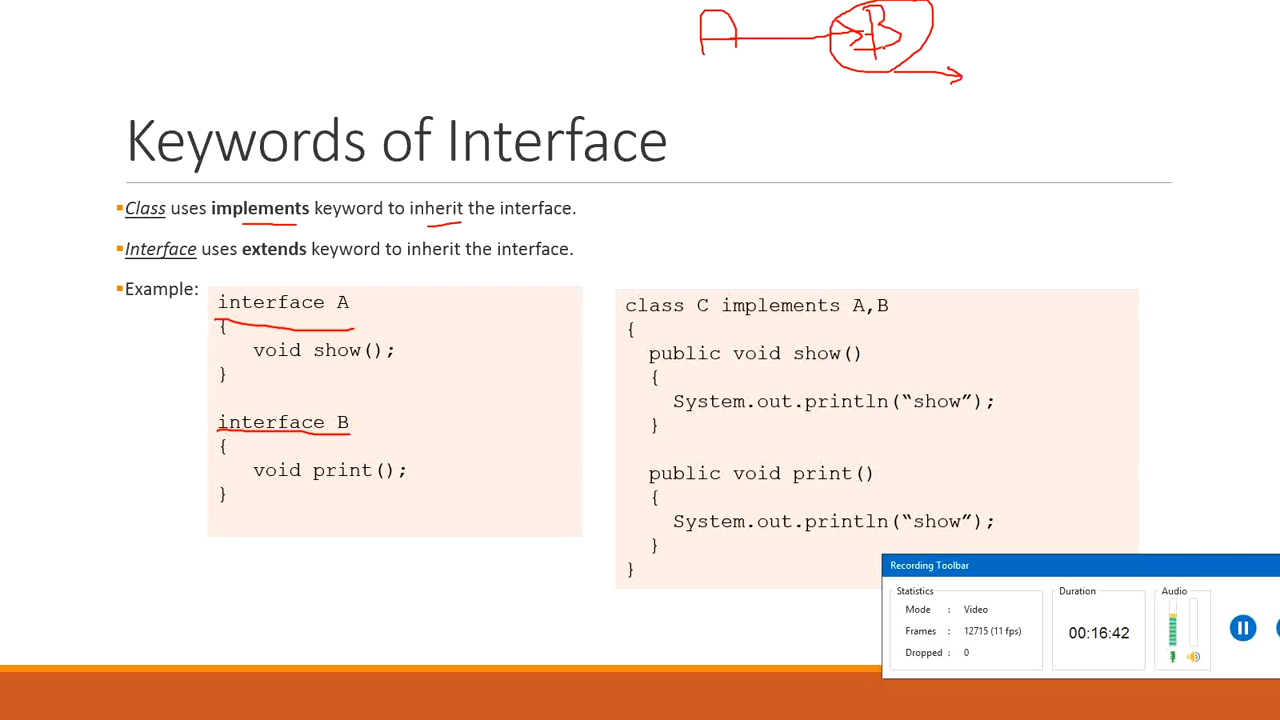 A B
Keywords of Interface
▪Class uses implements keyword to inherit the interface.
▪Interface uses extends keyword to inherit the interface.
▪Example:
interface A
{
void show();
}
interface B
{
void print();
}
class C implements A,B
{
public void show()
{
System.out.println(“show”);
}
public void print()
{
System.out.println(“show”);
}
}
Recording Toolbar
Statistics
Mode : Video
Frames : 12715 (11 fps)
Dropped : 0
Duration
00:16:42
Audio